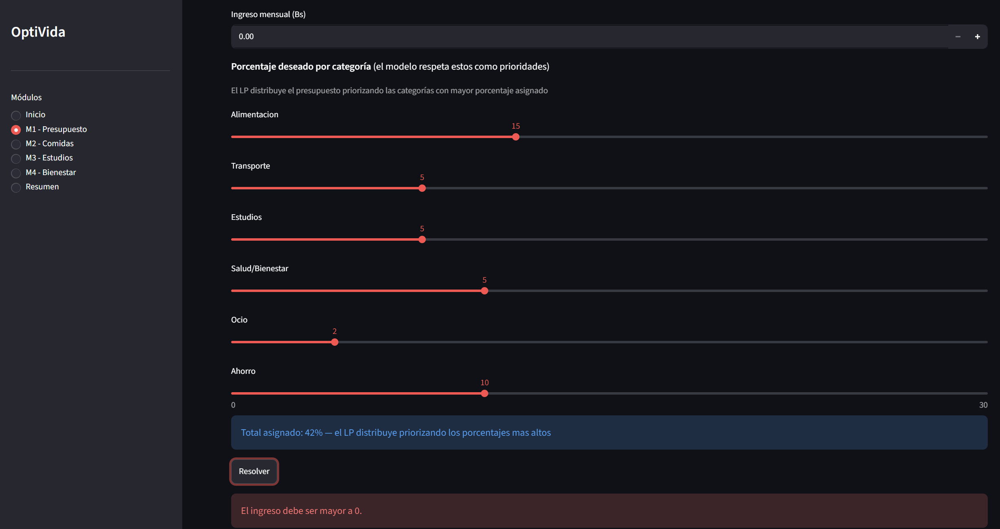 OptiVida
Módulos
Inicio
M1 - Presupuesto
M2 - Comidas
M3 - Estudios
M4 - Bienestar
Resumen
Ingreso mensual (Bs)
0.00
Porcentaje deseado por categoría (el modelo respeta estos como prioridades)
El LP distribuye el presupuesto priorizando las categorías con mayor porcentaje asignado
Alimentacion
15
Transporte
5
Estudios
5
Salud/Bienestar
5
Ocio
2
Ahorro
10
0 30
Total asignado: 42% — el LP distribuye priorizando los porcentajes mas altos
Resolver
El ingreso debe ser mayor a 0.